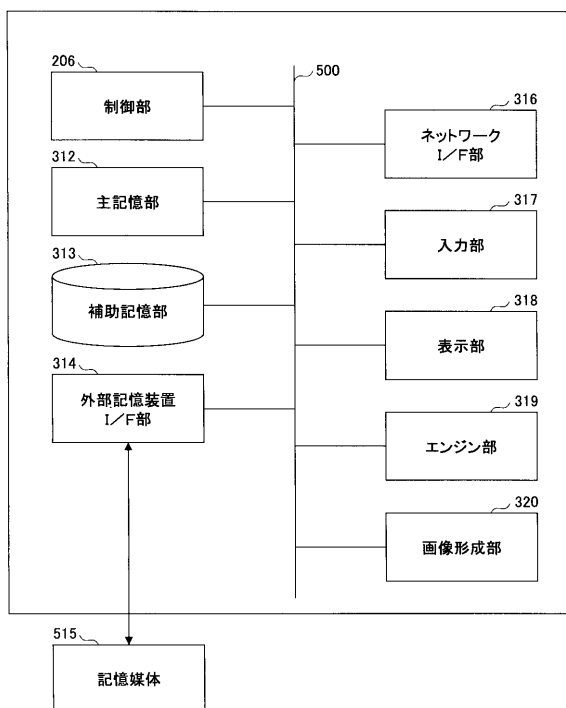 206
制御部
500
316
ネットワーク
I/F部
312
主記憶部
317
入力部
313
補助記憶部
318
表示部
314
外部記憶装置
I/F部
319
エンジン部
320
画像形成部
515
記憶媒体